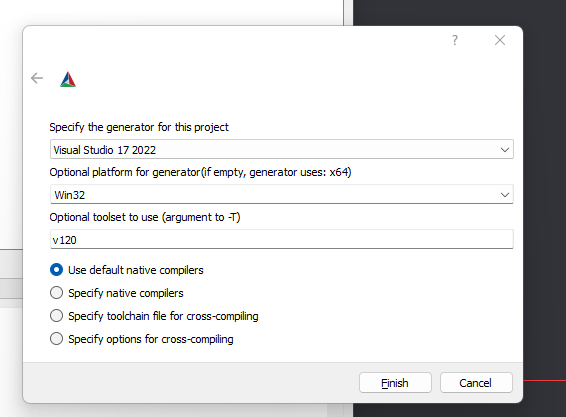 ?
Specify the generator for this project
Visual Studio 17 2022
Optional platform for generator(if empty, generator uses: x64)
Win32
Optional toolset to use (argument to -T)
v120
Use default native compilers
Specify native compilers
Specify toolchain file for cross-compiling
Specify options for cross-compiling
Finish Cancel